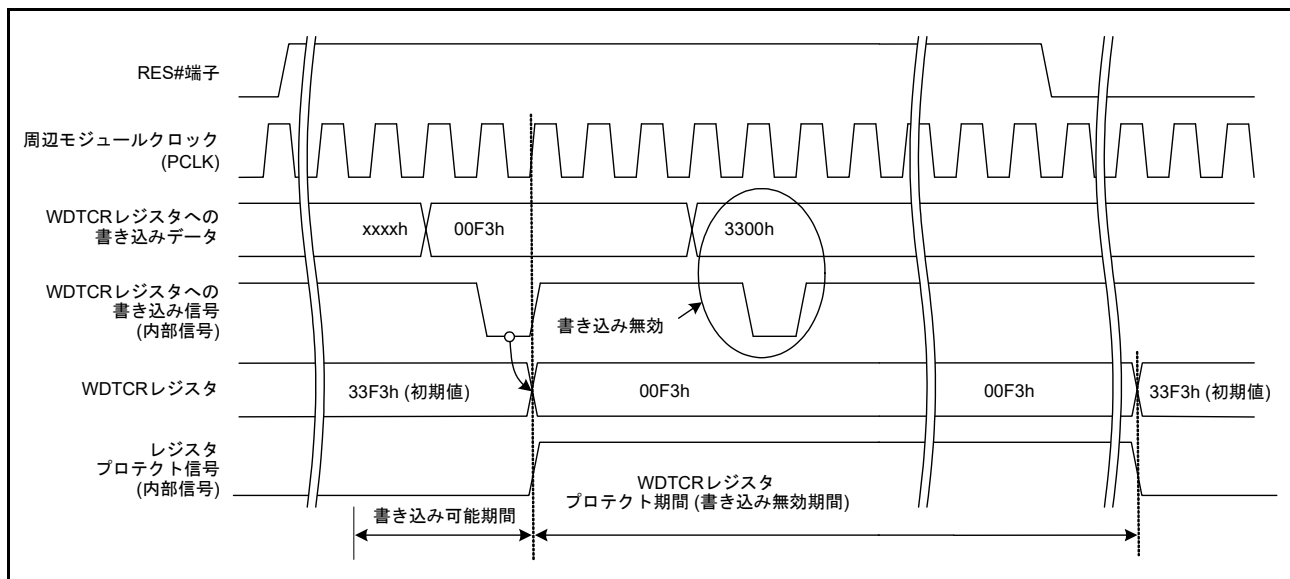 RES#端子
周辺モジュールクロック
(PCLK)
WDTCRレジスタへの
書き込みデータ
xxxxh
00F3h
3300h
WDTCRレジスタへの
書き込み信号
(内部信号)
書き込み無効
WDTCRレジスタ
33F3h (初期値)
00F3h
00F3h
33F3h (初期値)
レジスタ
プロテクト信号
(内部信号)
WDTCRレジスタ
プロテクト期間 (書き込み無効期間)
書き込み可能期間